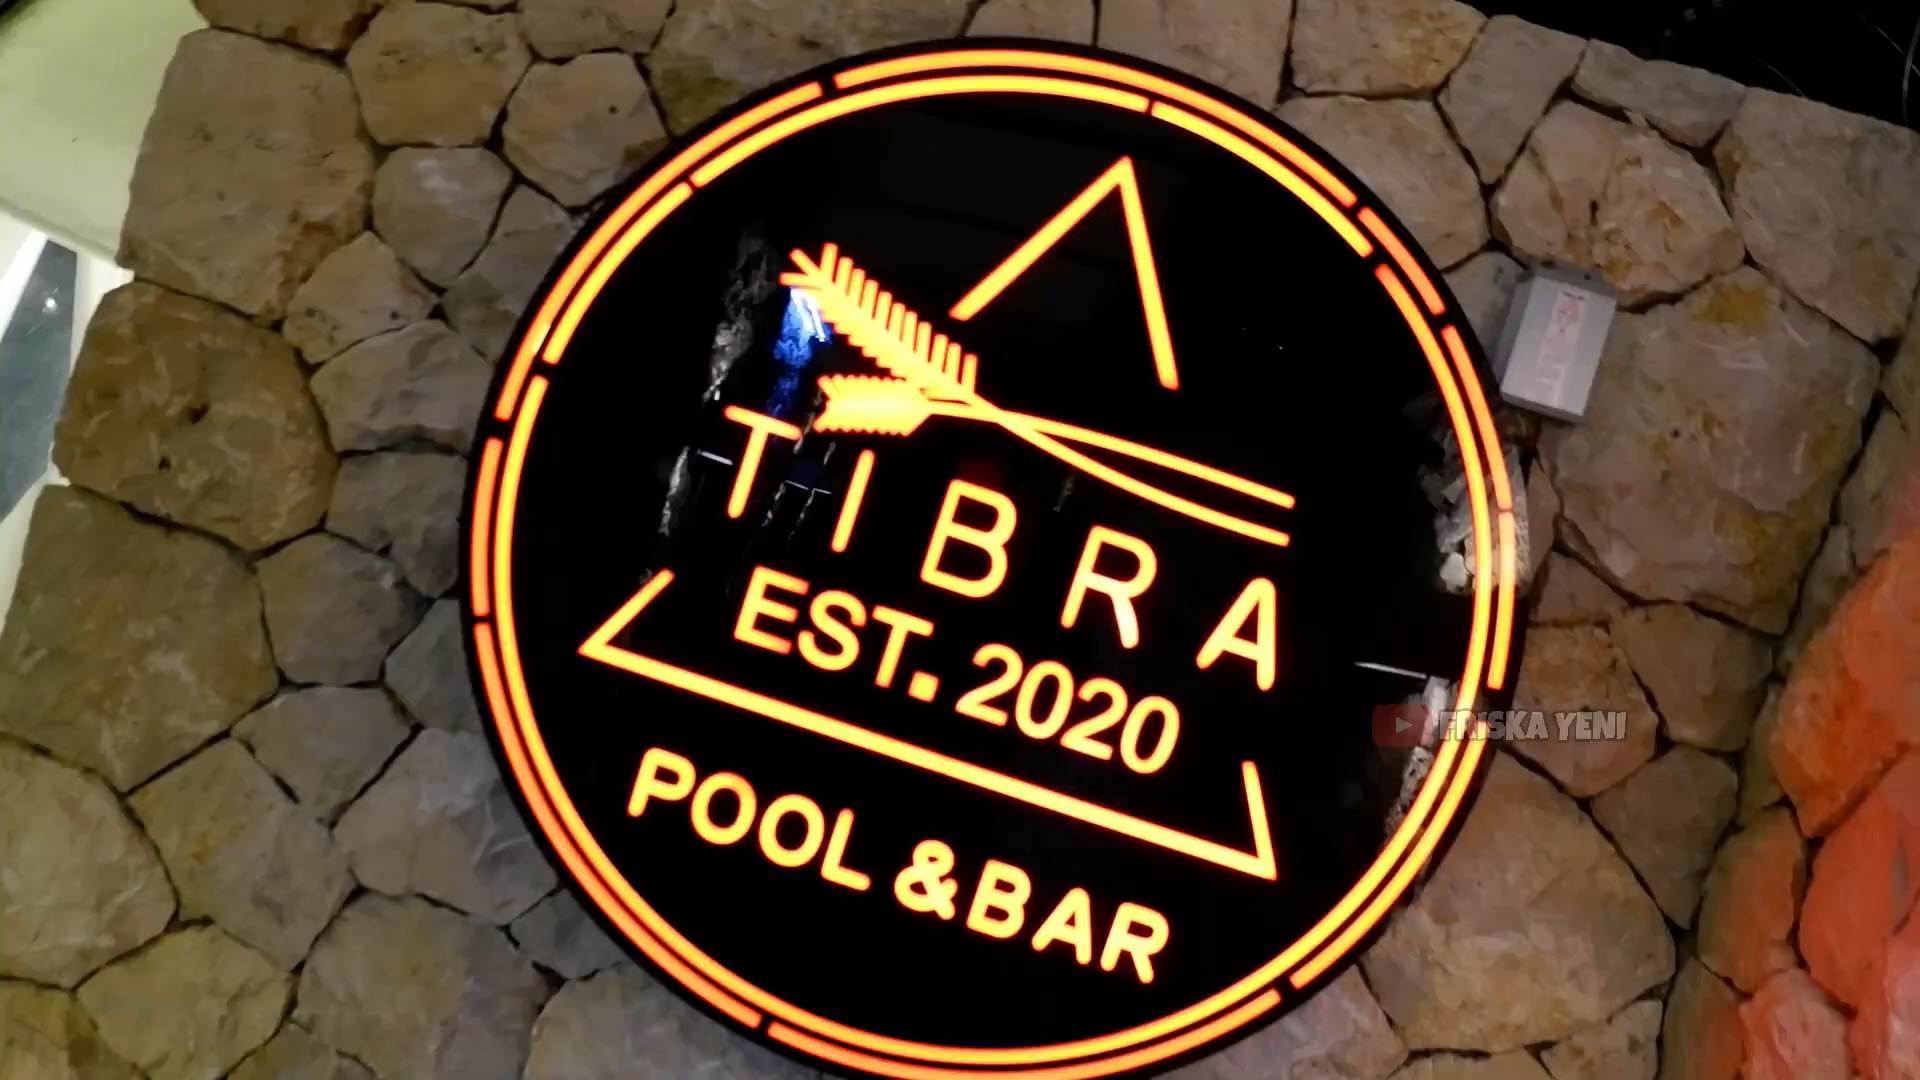 TIBRA
EST. 2020
POOL & BAR
FRISKA YENI